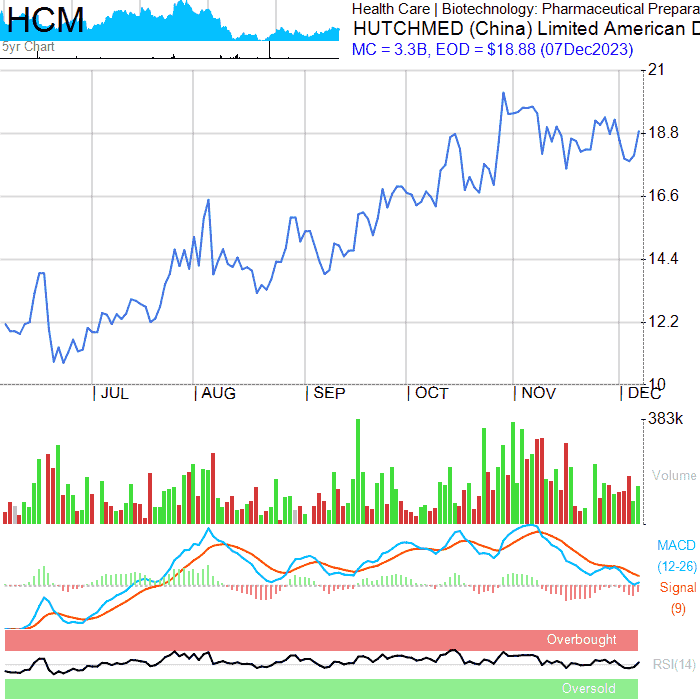 HCM
5yr Chart
Health Care | Biotechnology: Pharmaceutical Prepara
HUTCHMED (China) Limited American D
MC = 3.3B, EOD = $18.88 (07Dec2023)
21
18.8
16.6
14.4
12.2
10
JUL AUG SEP OCT NOV DEC
383k
Volume
MACD
(12-26)
Signal
(9)
Overbought
RSI(14)
Oversold